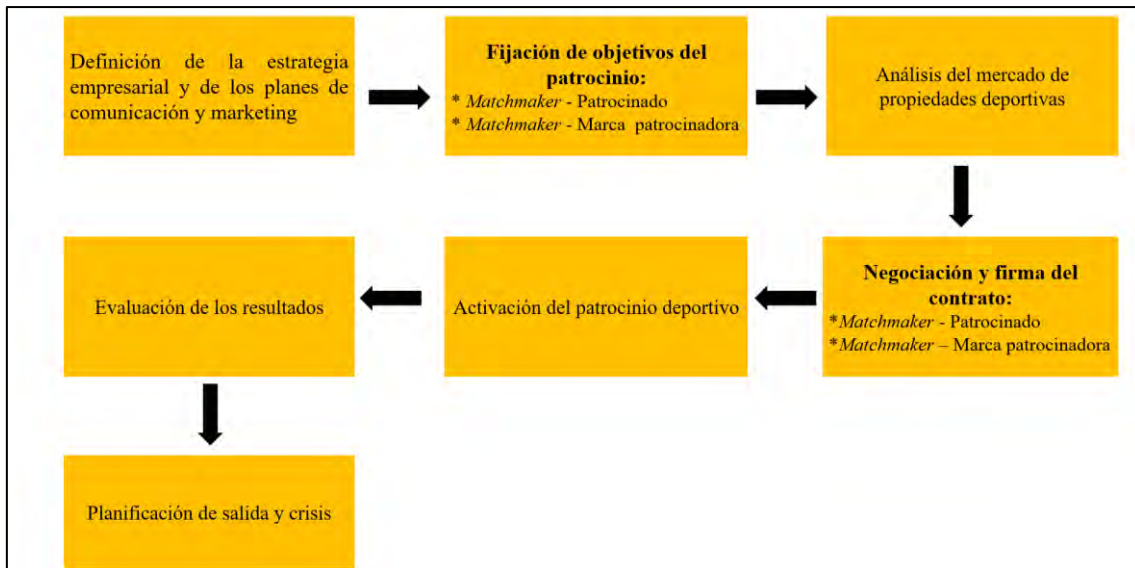 Definición de la estrategia
empresarial y de los planes de
comunicación y marketing
Fijación de objetivos del
patrocinio:
* Matchmaker - Patrocinado
* Matchmaker - Marca patrocinadora
Análisis del mercado de
propiedades deportivas
Negociación y firma del
contrato:
*Matchmaker - Patrocinado
*Matchmaker – Marca patrocinadora
Activación del patrocinio deportivo
Evaluación de los resultados
Planificación de salida y crisis